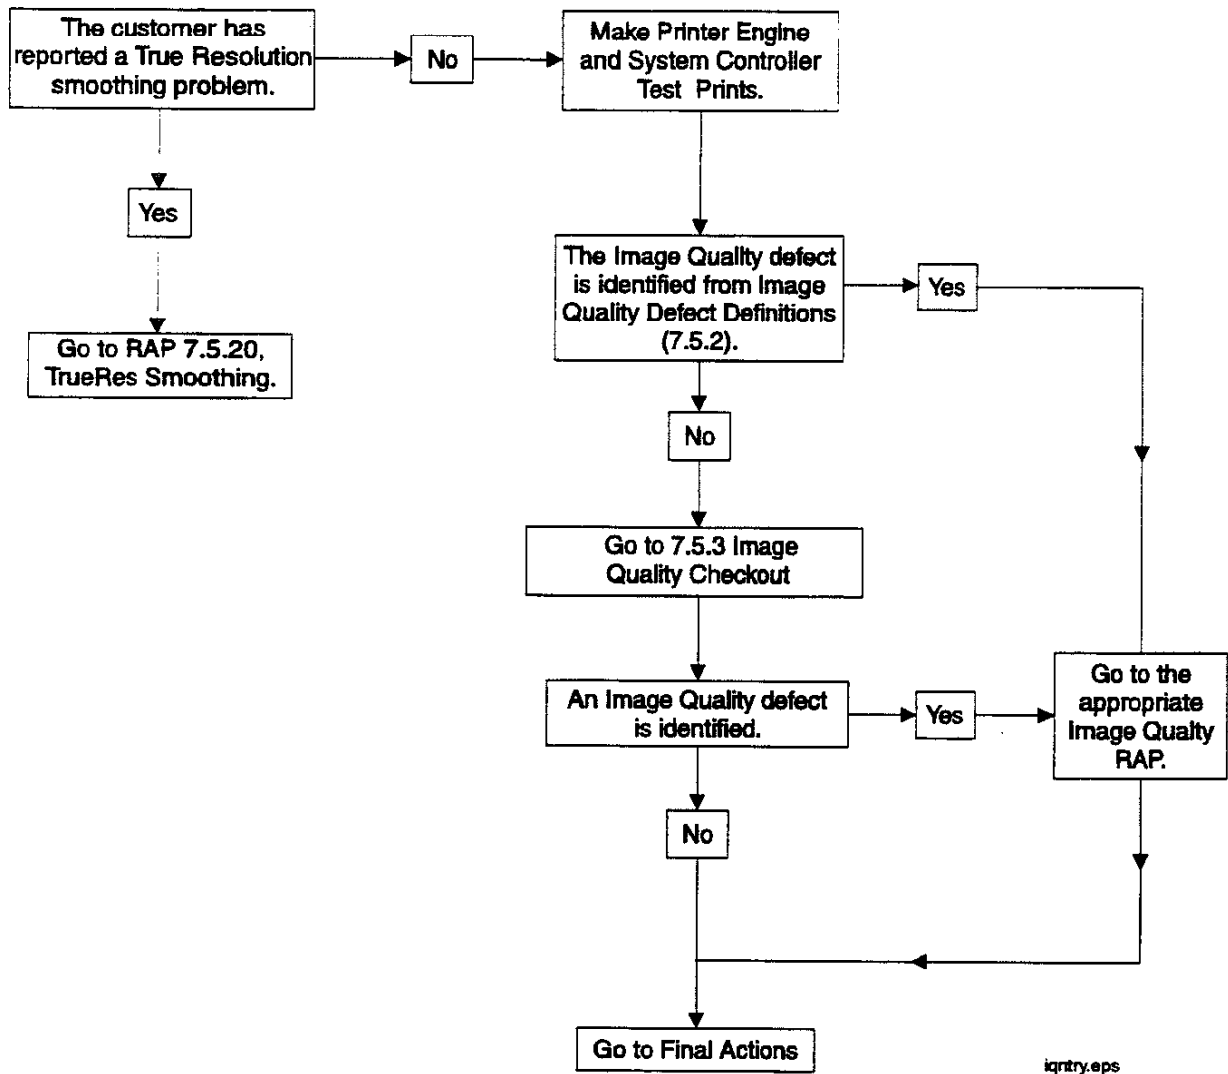 The customer has
reported a True Resolution
smoothing problem.
No
Make Printer Engine
and System Controller
Test Prints.
Yes
Go to RAP 7.5.20,
TrueRes Smoothing.
The Image Quality defect
is identified from Image
Quality Defect Definitions
(7.5.2).
Yes
No
Go to 7.5.3 Image
Quality Checkout
An Image Quality defect
is identified.
Yes
Go to the
appropriate
Image Qualty
RAP.
No
Go to Final Actions
iqntry.eps